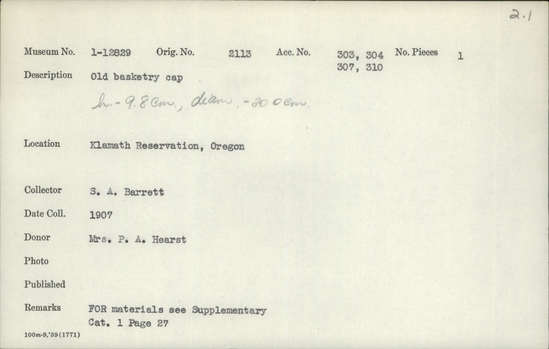 2.1
Museum No. 1-12829 Orig. No. 2113 Acc. No. 303, 304 No. Pieces 1
307, 310
Description Old basketry cap
h - 9.8 cm., diam. - 20.0 cm.
Location Klamath Reservation, Oregon
Collector S. A. Barrett
Date Coll. 1907
Donor Mrs. P. A. Hearst
Photo
Published
Remarks FOR materials see Supplementary
Cat. 1 Page 27
100m-9,'39(1771)